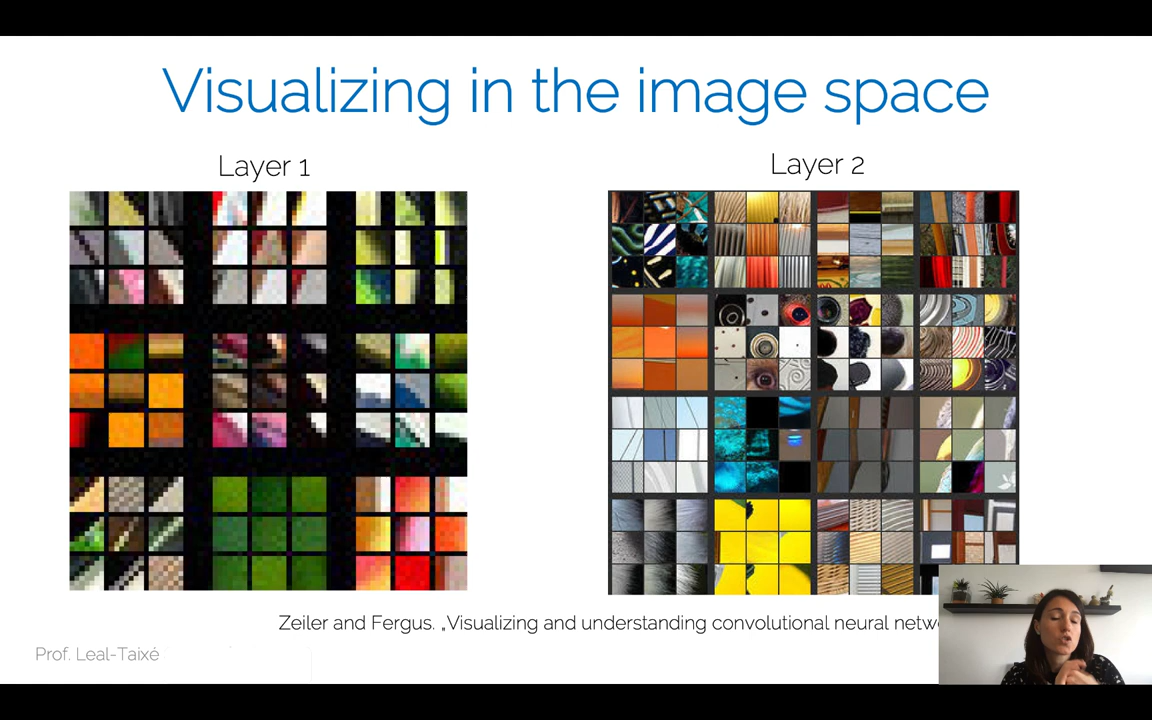 Visualizing in the image space
Layer 1
Layer 2
Zeiler and Fergus. „Visualizing and understanding convolutional neural
Prof. Leal-Taixé